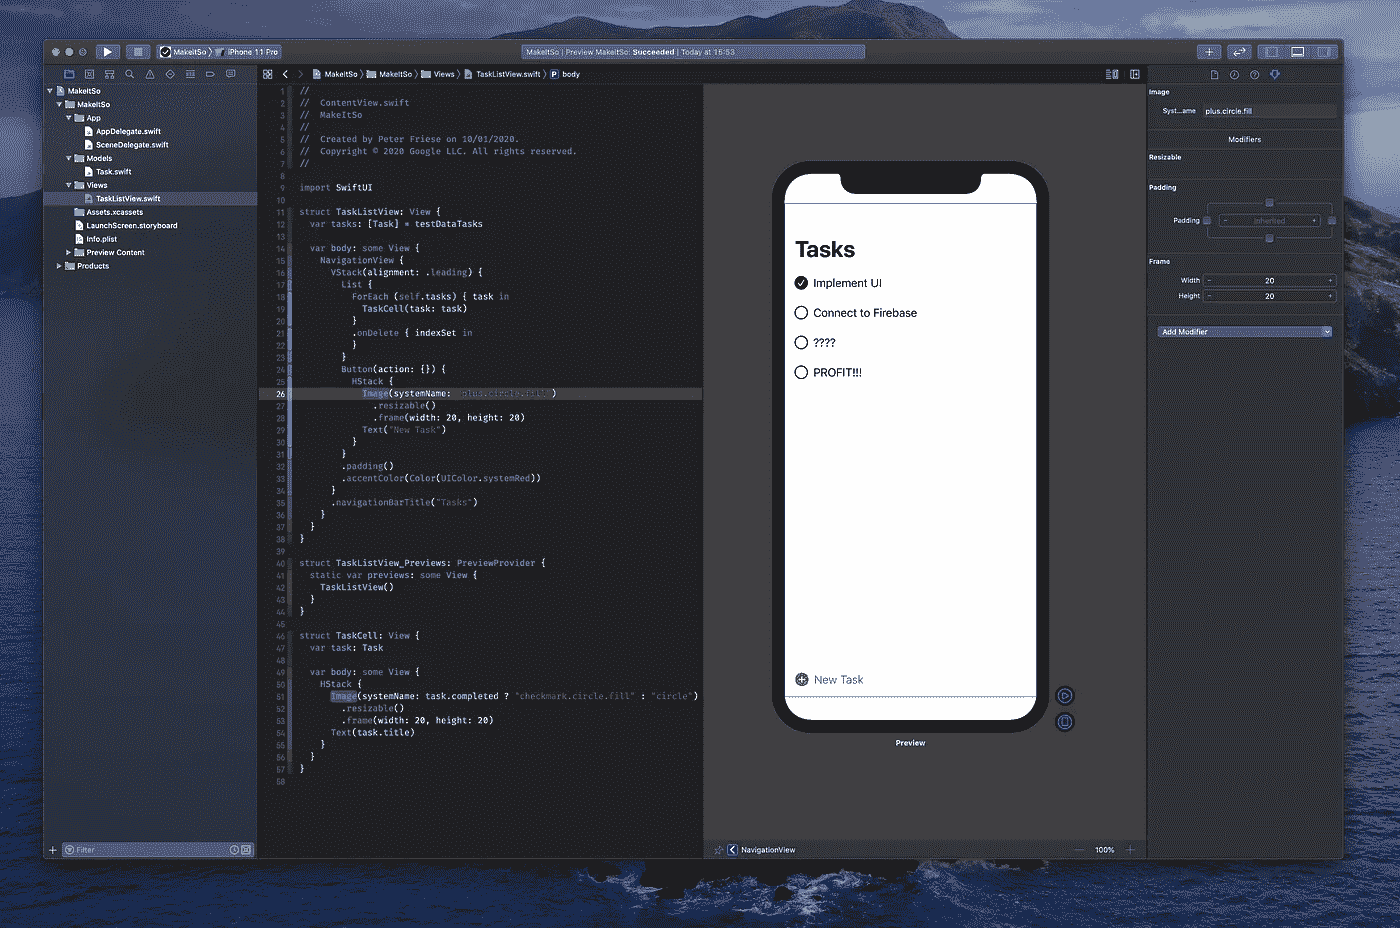 MakeItSo
iPhone 11 Pro
MakeItSo | Preview MakeItSo: Succeeded | Today at 15:53
MakeItSo
MakeItSo
App
AppDelegate.swift
SceneDelegate.swift
Models
Task.swift
Views
TaskListView.swift
Assets.xcassets
LaunchScreen.storyboard
Info.plist
Preview Content
Products
Filter
MakeItSo
MakeItSo
Views
TaskListView.swift
P body
1 //
2 //  ContentView.swift
3 //  MakeItSo
4 //
5 //  Created by Peter Friese on 10/01/2020.
6 //  Copyright © 2020 Google LLC. All rights reserved.
7 //
8
9 import SwiftUI
10
11 struct TaskListView: View {
12   var tasks: [Task] = testDataTasks
13
14   var body: some View {
15     NavigationView {
16       VStack(alignment: .leading) {
17         List {
18           ForEach (self.tasks) { task in
19             TaskCell(task: task)
20           }
21           .onDelete { indexSet in
22           }
23         }
24         Button(action: {}) {
25           HStack {
26             Image(systemName: "plus.circle.fill")
27               .resizable()
28               .frame(width: 20, height: 20)
29             Text("New Task")
30           }
31         }
32         .padding()
33         .accentColor(Color(UIColor.systemRed))
34       }
35       .navigationBarTitle("Tasks")
36     }
37   }
38 }
39
40 struct TaskListView_Previews: PreviewProvider {
41   static var previews: some View {
42     TaskListView()
43   }
44 }
45
46 struct TaskCell: View {
47   var task: Task
48
49   var body: some View {
50     HStack {
51       Image(systemName: task.completed ? "checkmark.circle.fill" : "circle")
52         .resizable()
53         .frame(width: 20, height: 20)
54       Text(task.title)
55     }
56   }
57 }
58
Tasks
Implement UI
Connect to Firebase
????
PROFIT!!!
New Task
Preview
NavigationView
100%
Image
Syst...ame plus.circle.fill
Modifiers
Resizable
Padding
Padding - Inherited +
Frame
Width - 20 +
Height - 20 +
Add Modifier